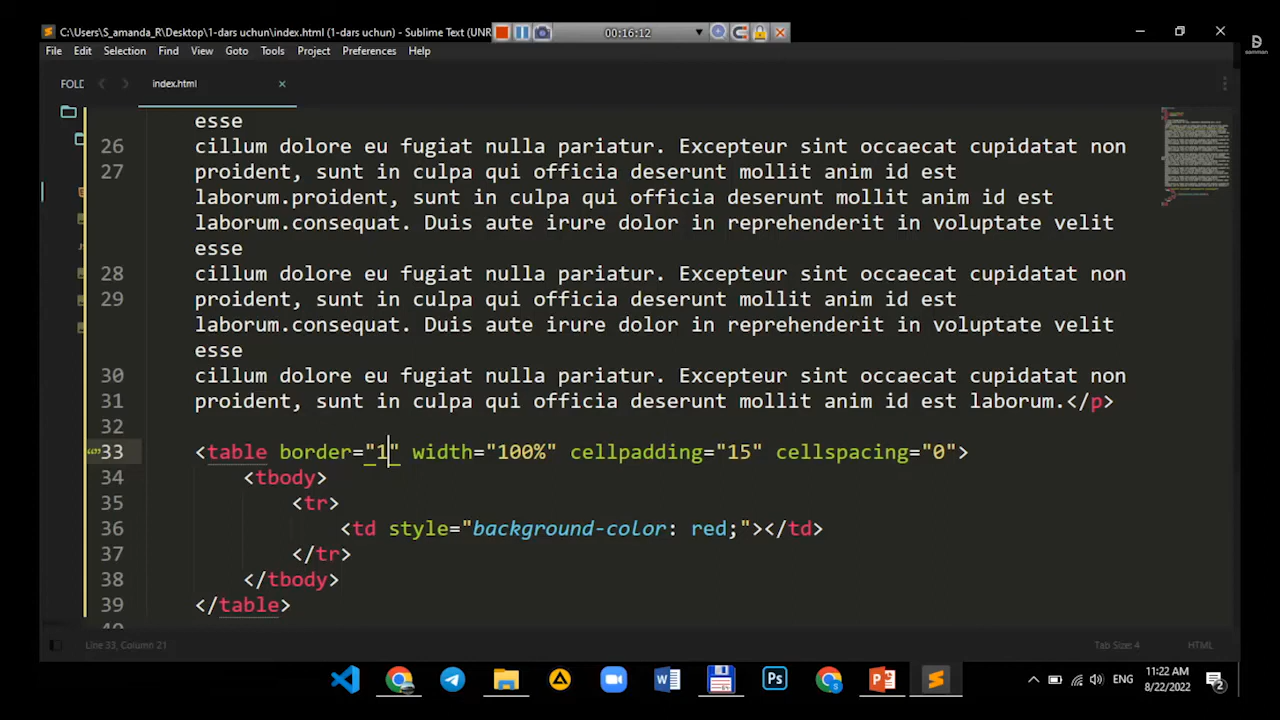 C:\Users\S_amanda_R\Desktop\1-dars uchun\index.html (1-dars uchun) - Sublime Text (UNR
00:16:12
File Edit Selection Find View Goto Tools Project Preferences Help
FOLD
index.html
esse
26 cillum dolore eu fugiat nulla pariatur. Excepteur sint occaecat cupidatat non
27 proident, sunt in culpa qui officia deserunt mollit anim id est
laborum.proident, sunt in culpa qui officia deserunt mollit anim id est
laborum.consequat. Duis aute irure dolor in reprehenderit in voluptate velit
esse
28 cillum dolore eu fugiat nulla pariatur. Excepteur sint occaecat cupidatat non
29 proident, sunt in culpa qui officia deserunt mollit anim id est
laborum.consequat. Duis aute irure dolor in reprehenderit in voluptate velit
esse
30 cillum dolore eu fugiat nulla pariatur. Excepteur sint occaecat cupidatat non
31 proident, sunt in culpa qui officia deserunt mollit anim id est laborum.</p>
32
33 <table border="1" width="100%" cellpadding="15" cellspacing="0">
34 <tbody>
35 <tr>
36 <td style="background-color: red;"></td>
37 </tr>
38 </tbody>
39 </table>
Line 33, Column 21
Tab Size: 4
HTML
ENG
11:22 AM
8/22/2022
2
Ps